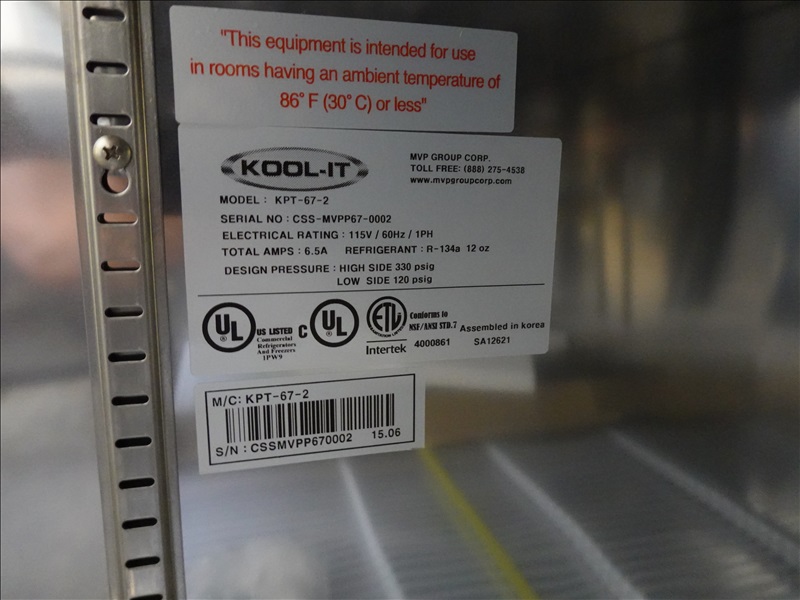 "This equipment is intended for use
in rooms having an ambient temperature of
86° F (30° C) or less"
KOOL-IT
MVP GROUP CORP.
TOLL FREE: (888) 275-4538
www.mvpgroupcorp.com
MODEL : KPT-67-2
SERIAL NO : CSS-MVPP67-0002
ELECTRICAL RATING : 115V / 60Hz / 1PH
TOTAL AMPS : 6.5A REFRIGERANT : R-134a 12 oz
DESIGN PRESSURE : HIGH SIDE 330 psig
LOW SIDE 120 psig
UL
®
US LISTED
Commercial
Refrigerators
And Freezers
1PW9
C
UL
®
ETL
Intertek
Conforms to
NSF/ANSI STD.7
4000861
Assembled in korea
SA12621
M/C: KPT-67-2
S/N : CSSMVPP670002 15.06